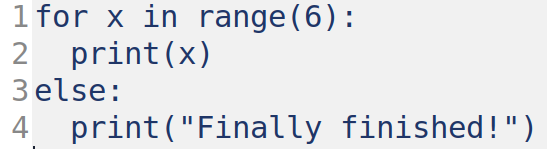 1 for x in range(6):
2   print(x)
3 else:
4   print("Finally finished!")